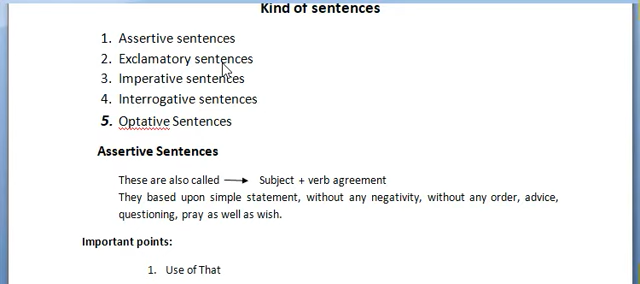 Kind of sentences
1. Assertive sentences
2. Exclamatory sentences
3. Imperative sentences
4. Interrogative sentences
5. Optative Sentences
Assertive Sentences
These are also called → Subject + verb agreement
They based upon simple statement, without any negativity, without any order, advice,
questioning, pray as well as wish.
Important points:
1. Use of That